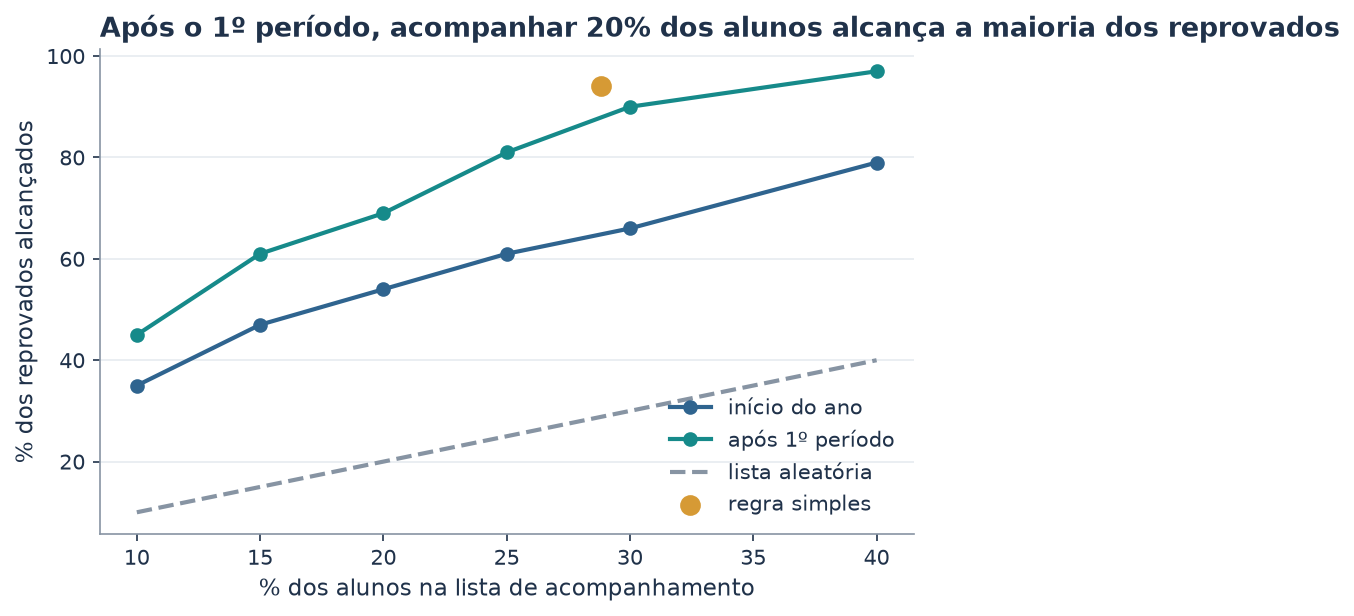 Após o 1º período, acompanhar 20% dos alunos alcança a maioria dos reprovados
100
80
60
40
20
% dos reprovados alcançados
início do ano
após 1º período
lista aleatória
regra simples
10 15 20 25 30 35 40
% dos alunos na lista de acompanhamento